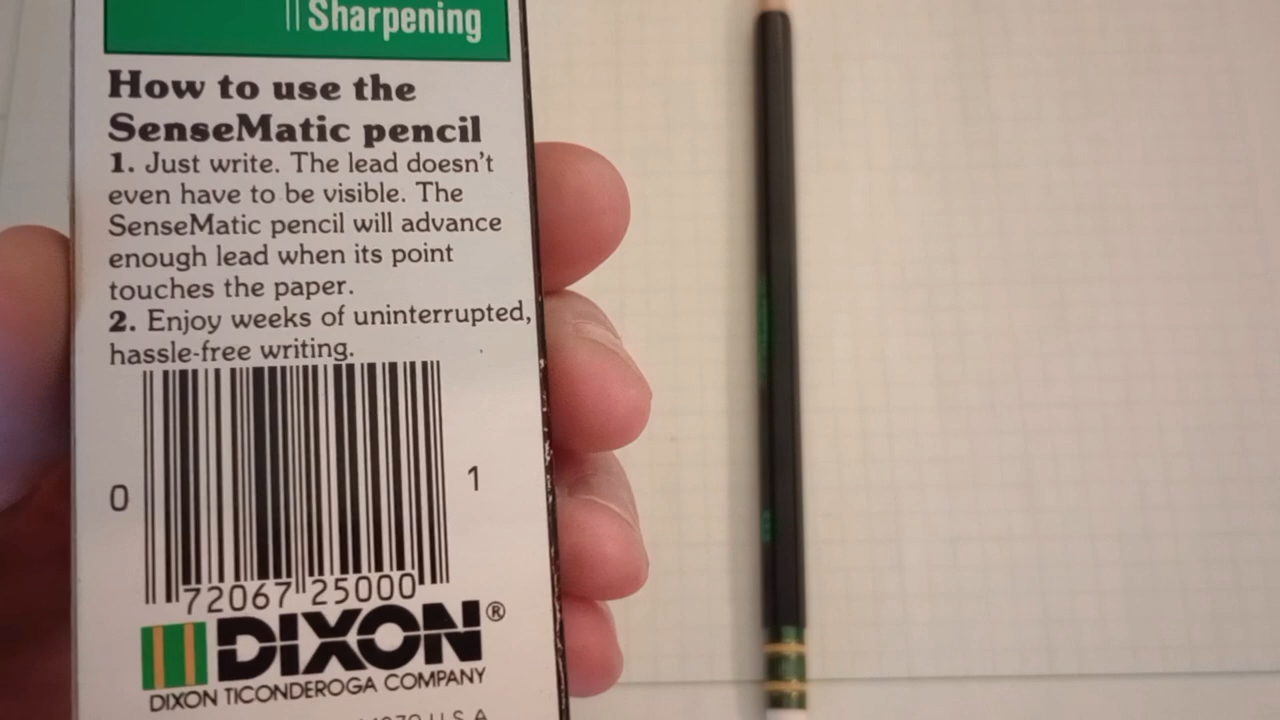 Sharpening
How to use the
SenseMatic pencil
1. Just write. The lead doesn't
even have to be visible. The
SenseMatic pencil will advance
enough lead when its point
touches the paper.
2. Enjoy weeks of uninterrupted,
hassle-free writing.
0 72067 25000 1
DIXON®
DIXON TICONDEROGA COMPANY
U.S.A.